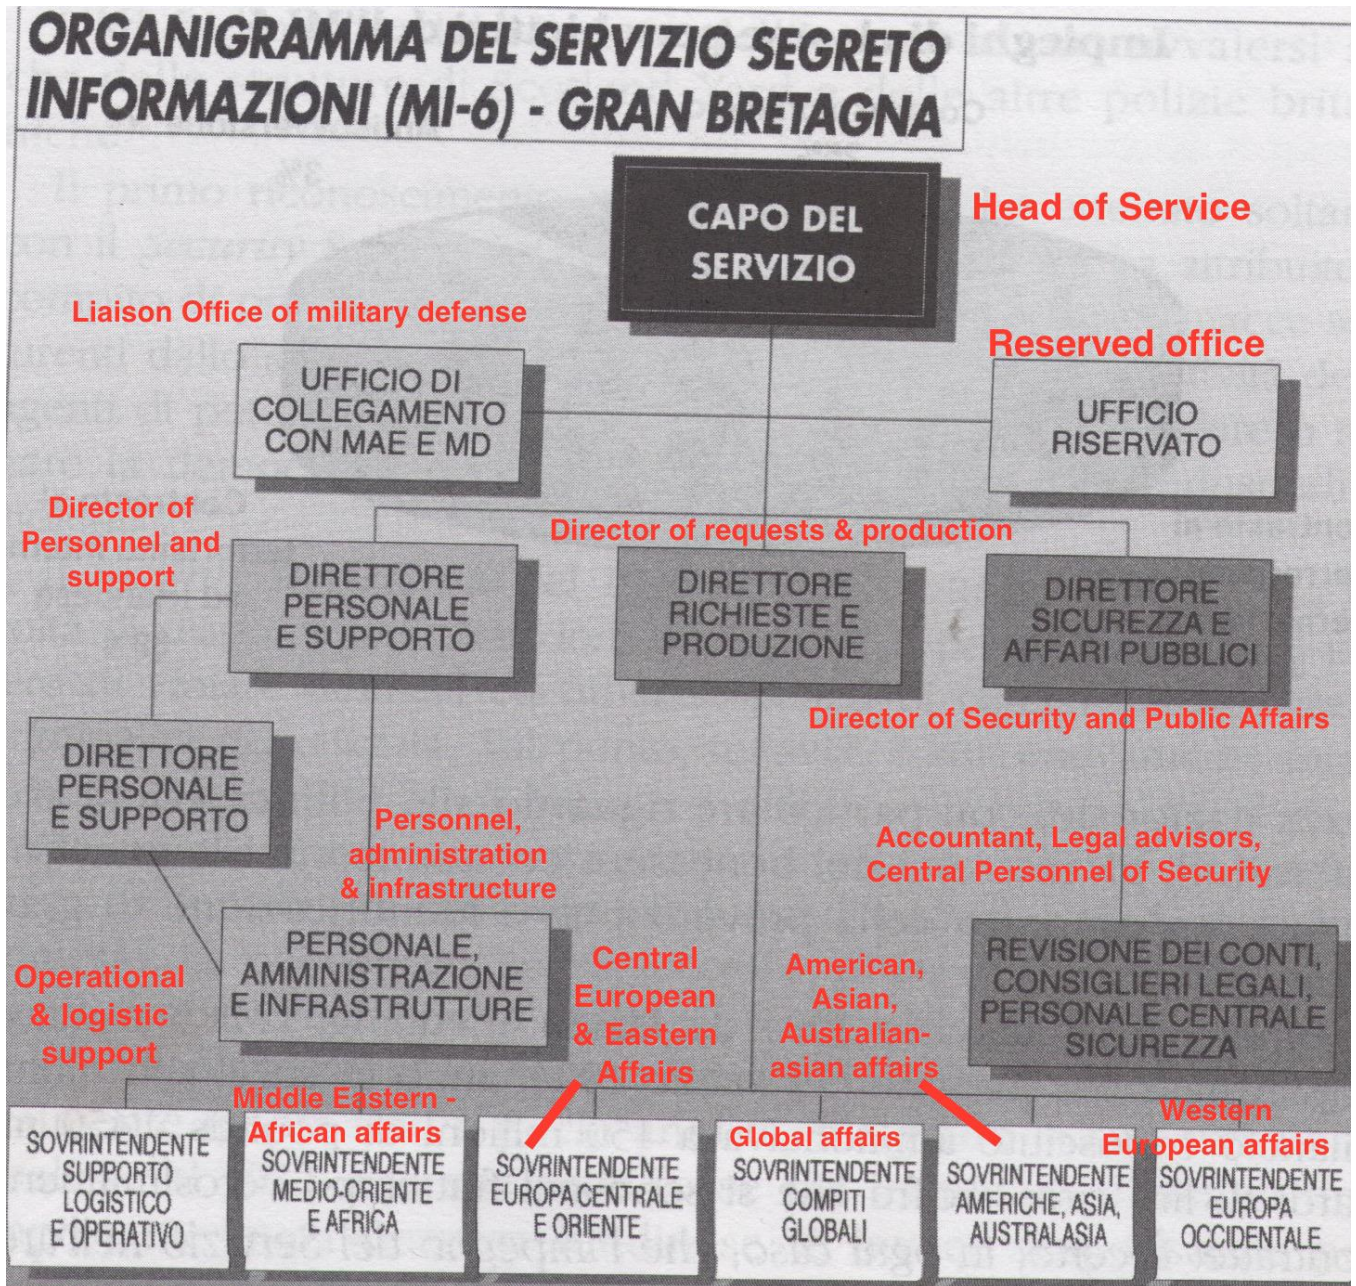 ORGANIGRAMMA DEL SERVIZIO SEGRETO
INFORMAZIONI (MI-6) - GRAN BRETAGNA
CAPO DEL
SERVIZIO
Head of Service
Liaison Office of military defense
UFFICIO DI
COLLEGAMENTO
CON MAE E MD
Reserved office
UFFICIO
RISERVATO
Director of
Personnel and
support
DIRETTORE
PERSONALE
E SUPPORTO
Director of requests & production
DIRETTORE
RICHIESTE E
PRODUZIONE
DIRETTORE
SICUREZZA E
AFFARI PUBBLICI
Director of Security and Public Affairs
DIRETTORE
PERSONALE
E SUPPORTO
Personnel,
administration
& infrastructure
PERSONALE,
AMMINISTRAZIONE
E INFRASTRUTTURE
Accountant, Legal advisors,
Central Personnel of Security
REVISIONE DEI CONTI,
CONSIGLIERI LEGALI,
PERSONALE CENTRALE
SICUREZZA
Operational
& logistic
support
SOVRINTENDENTE
SUPPORTO
LOGISTICO
E OPERATIVO
Middle Eastern -
African affairs
SOVRINTENDENTE
MEDIO-ORIENTE
E AFRICA
Central
European
& Eastern
Affairs
SOVRINTENDENTE
EUROPA CENTRALE
E ORIENTE
Global affairs
SOVRINTENDENTE
COMPITI
GLOBALI
American,
Asian,
Australian-
asian affairs
SOVRINTENDENTE
AMERICHE, ASIA,
AUSTRALASIA
Western
European affairs
SOVRINTENDENTE
EUROPA
OCCIDENTALE